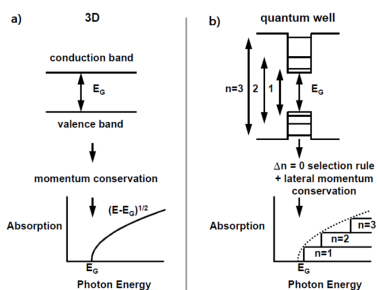 a)
3D
conduction band
E_G
valence band
momentum conservation
Absorption
(E-E_G)^1/2
E_G
Photon Energy
b)
quantum well
n=3
2
1
E_G
Δn = 0 selection rule
+ lateral momentum
conservation
Absorption
n=3
n=2
n=1
E_G
Photon Energy